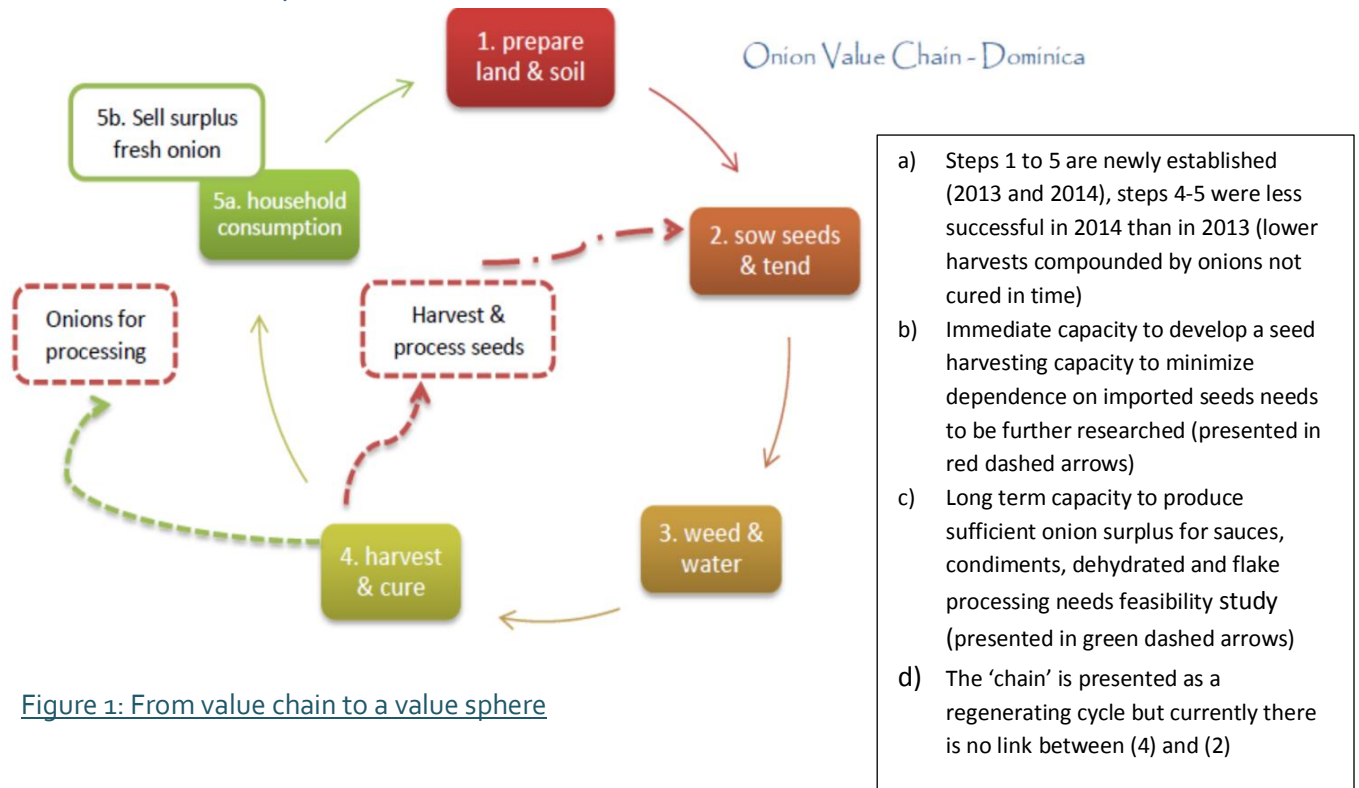 Onion Value Chain - Dominica
1. prepare
land & soil
2. sow seeds
& tend
3. weed &
water
4. harvest
& cure
5a. household
consumption
5b. Sell surplus
fresh onion
Onions for
processing
Harvest &
process seeds
a) Steps 1 to 5 are newly established
(2013 and 2014), steps 4-5 were less
successful in 2014 than in 2013 (lower
harvests compounded by onions not
cured in time)
b) Immediate capacity to develop a seed
harvesting capacity to minimize
dependence on imported seeds needs
to be further researched (presented in
red dashed arrows)
c) Long term capacity to produce
sufficient onion surplus for sauces,
condiments, dehydrated and flake
processing needs feasibility study
(presented in green dashed arrows)
d) The ‘chain’ is presented as a
regenerating cycle but currently there
is no link between (4) and (2)
Figure 1: From value chain to a value sphere